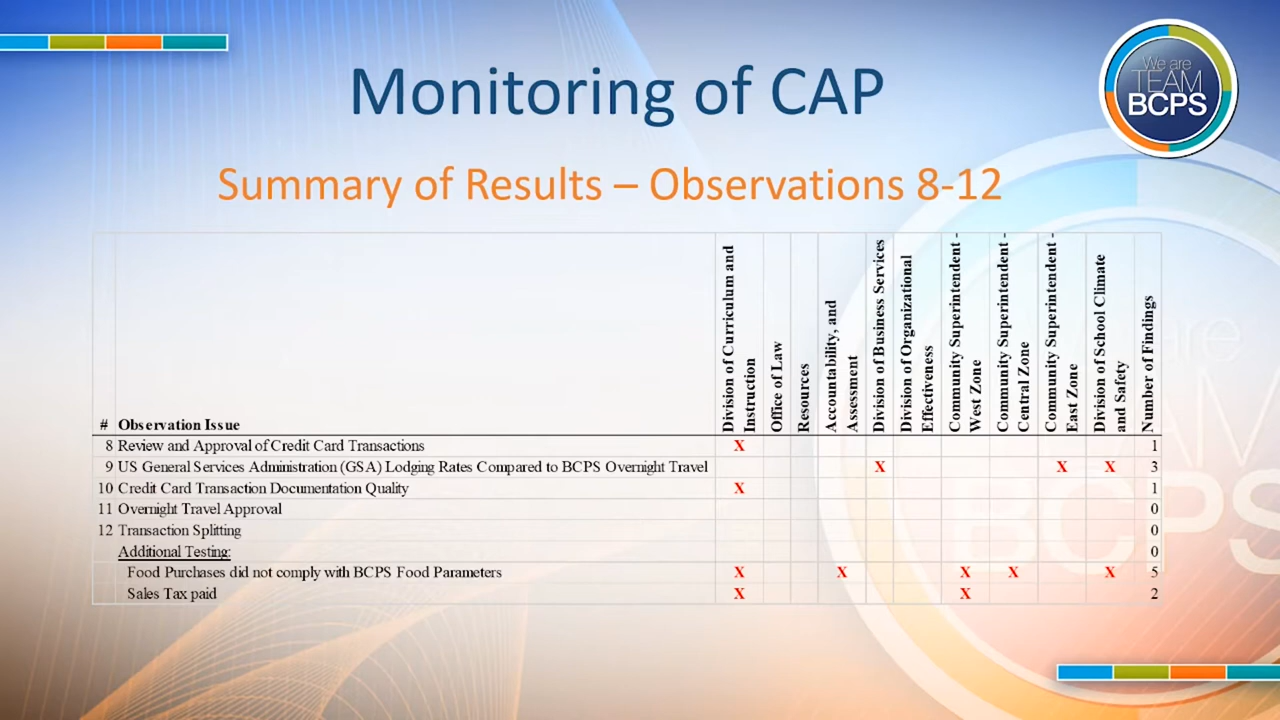 We are
TEAM
BCPS
Monitoring of CAP
Summary of Results – Observations 8-12
# Observation Issue
Division of Curriculum and
Instruction
Office of Law
Resources
Accountability, and
Assessment
Division of Business Services
Division of Organizational
Effectiveness
Community Superintendent -
West Zone
Community Superintendent -
Central Zone
Community Superintendent -
East Zone
Division of School Climate
and Safety
Number of Findings
8 Review and Approval of Credit Card Transactions X 1
9 US General Services Administration (GSA) Lodging Rates Compared to BCPS Overnight Travel X X X 3
10 Credit Card Transaction Documentation Quality X 1
11 Overnight Travel Approval 0
12 Transaction Splitting 0
Additional Testing: 0
Food Purchases did not comply with BCPS Food Parameters X X X X X 5
Sales Tax paid X X 2
We are
TEAM
BCPS